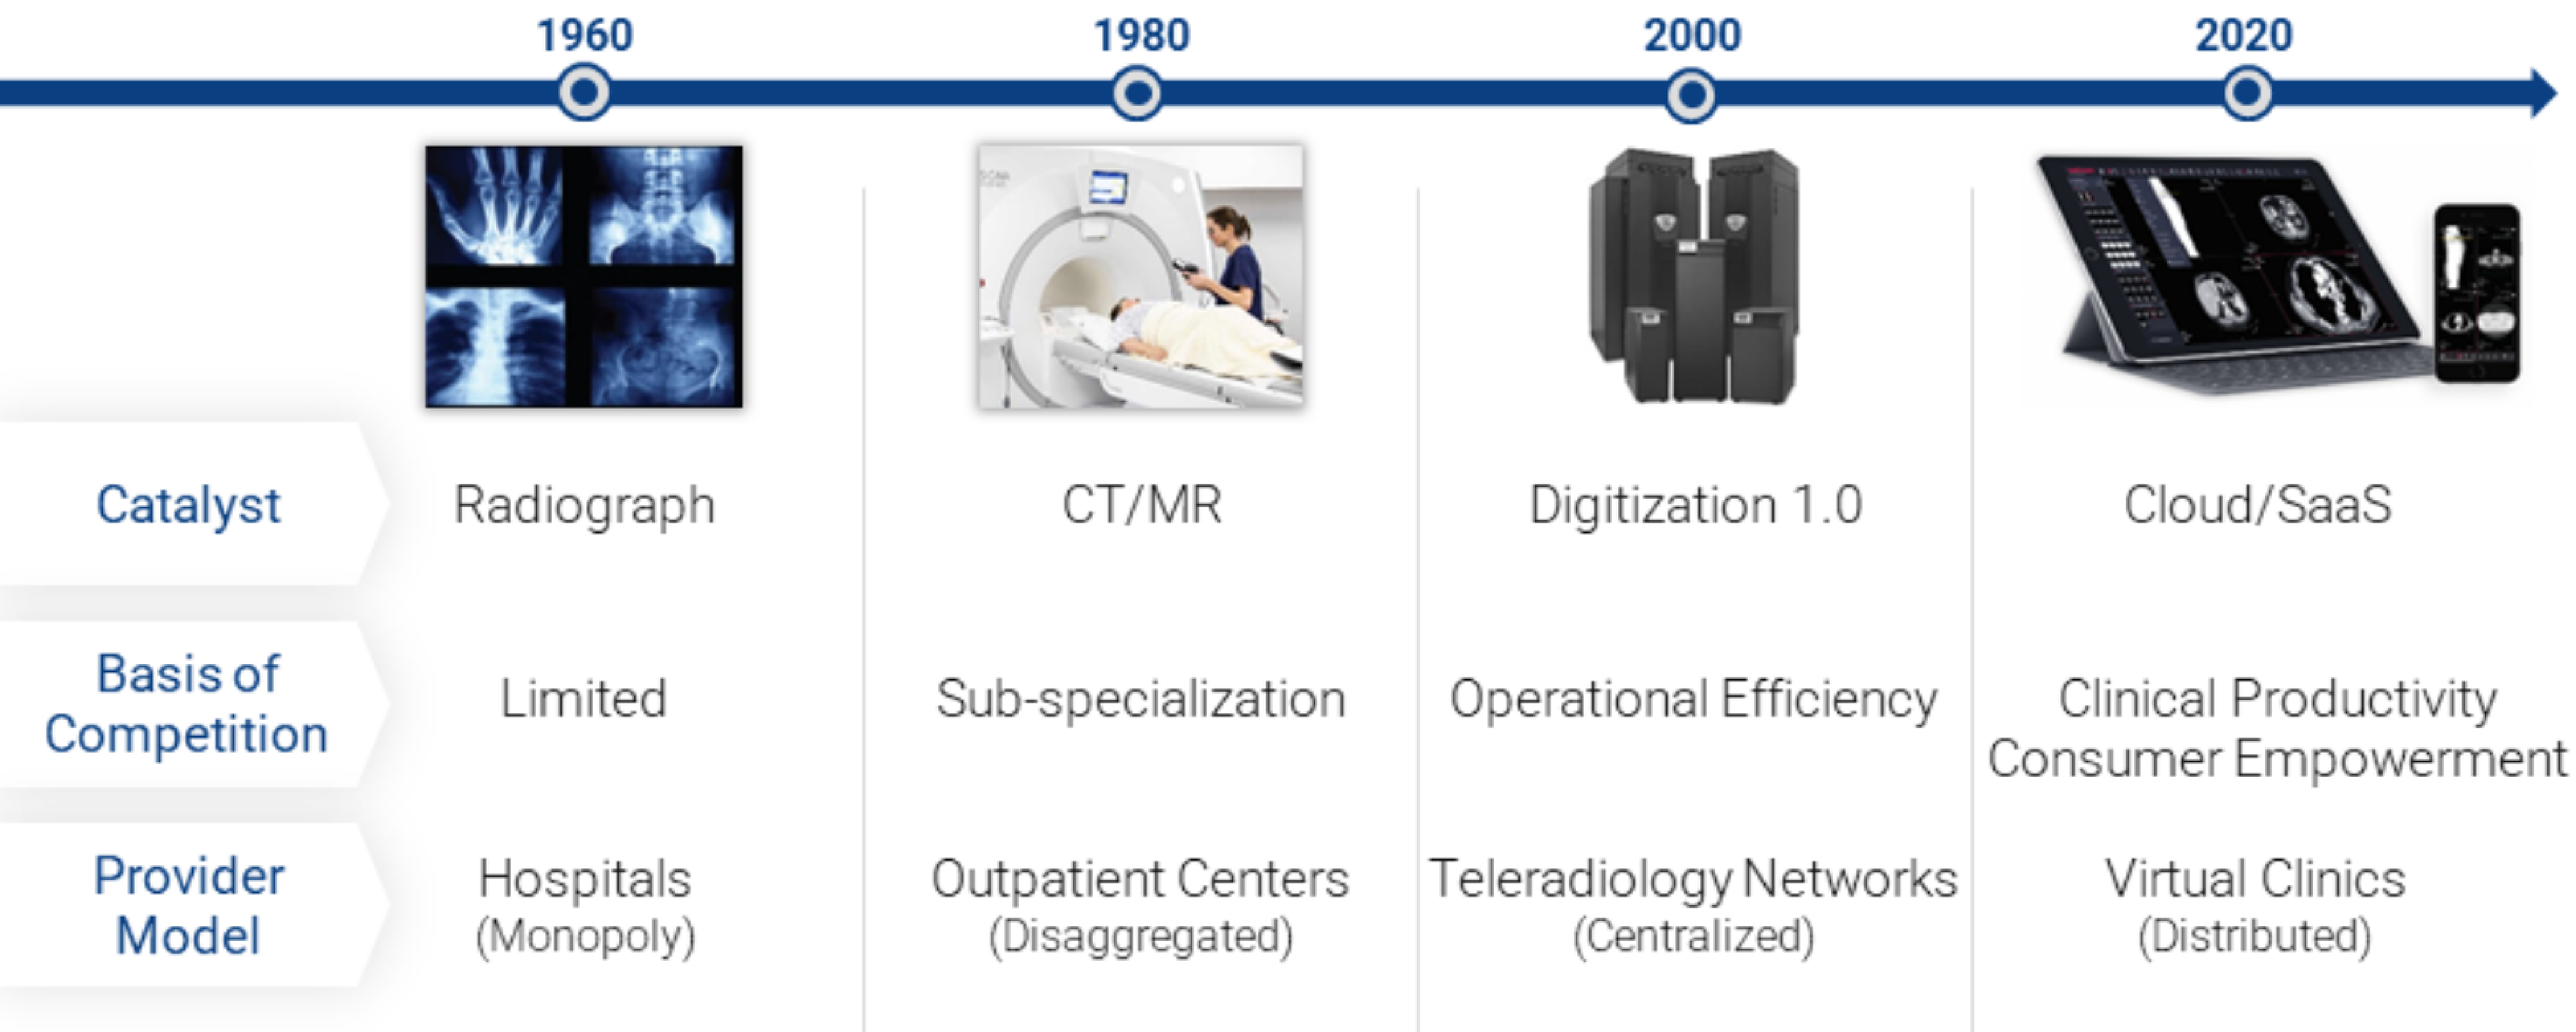 1960
1980
2000
2020
Catalyst
Radiograph
CT/MR
Digitization 1.0
Cloud/SaaS
Basis of
Competition
Limited
Sub-specialization
Operational Efficiency
Clinical Productivity
Consumer Empowerment
Provider
Model
Hospitals
(Monopoly)
Outpatient Centers
(Disaggregated)
Teleradiology Networks
(Centralized)
Virtual Clinics
(Distributed)